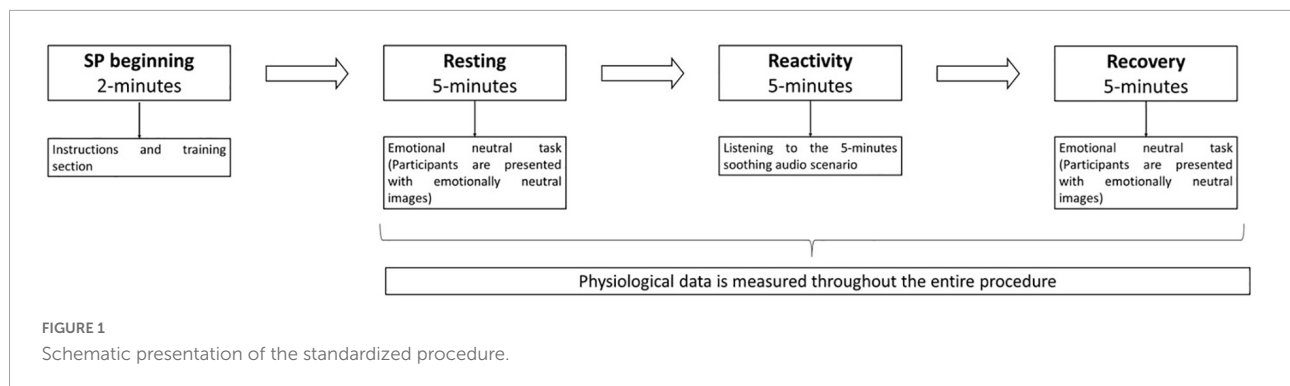 SP beginning
2-minutes
Resting
5-minutes
Reactivity
5-minutes
Recovery
5-minutes
Instructions and training
section
Emotional neutral task
(Participants are presented
with emotionally neutral
images)
Listening to the 5-minutes
soothing audio scenario
Emotional neutral task
(Participants are presented
with emotionally neutral
images)
Physiological data is measured throughout the entire procedure
FIGURE 1
Schematic presentation of the standardized procedure.